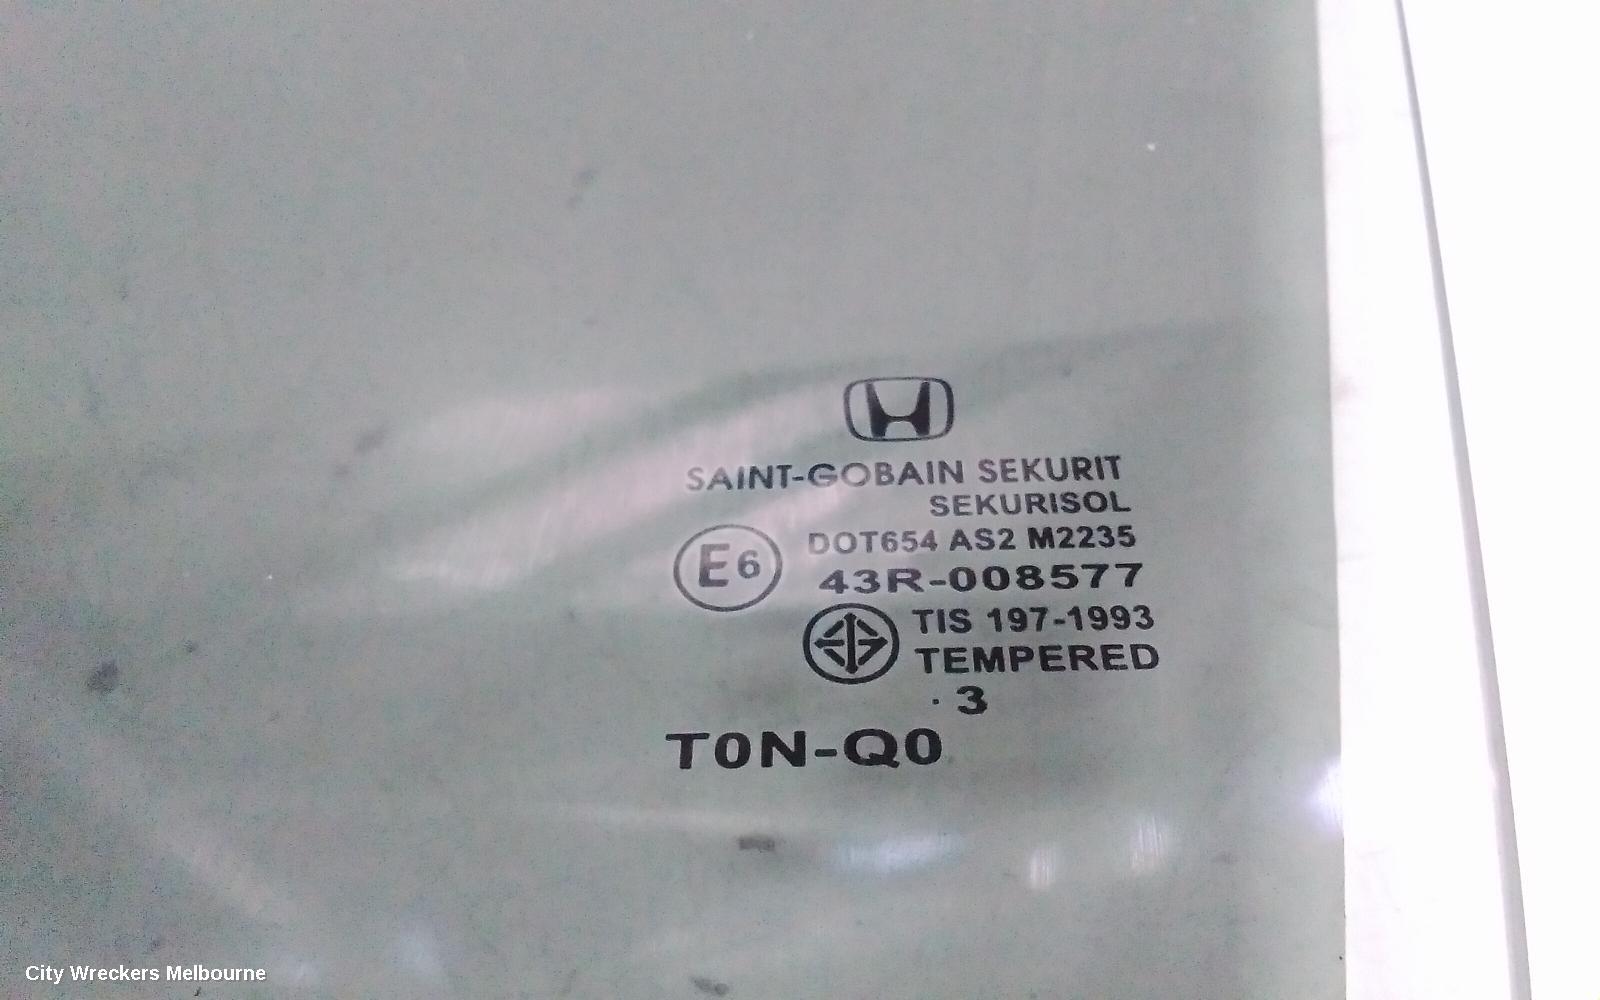 SAINT-GOBAIN SEKURIT
SEKURISOL
DOT654 AS2 M2235
E6
43R-008577
TIS 197-1993
TEMPERED
. 3
T0N-Q0
City Wreckers Melbourne